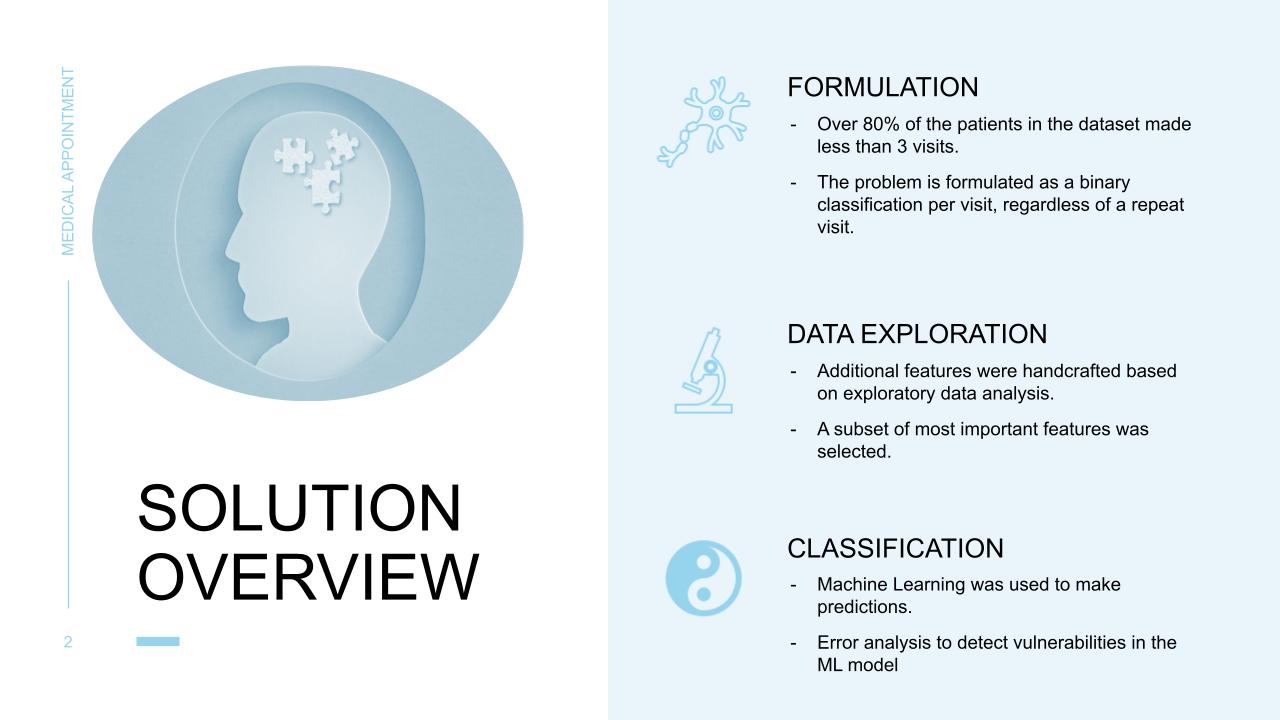 MEDICAL APPOINTMENT
SOLUTION
OVERVIEW
2
FORMULATION
- Over 80% of the patients in the dataset made
less than 3 visits.
- The problem is formulated as a binary
classification per visit, regardless of a repeat
visit.
DATA EXPLORATION
- Additional features were handcrafted based
on exploratory data analysis.
- A subset of most important features was
selected.
CLASSIFICATION
- Machine Learning was used to make
predictions.
- Error analysis to detect vulnerabilities in the
ML model